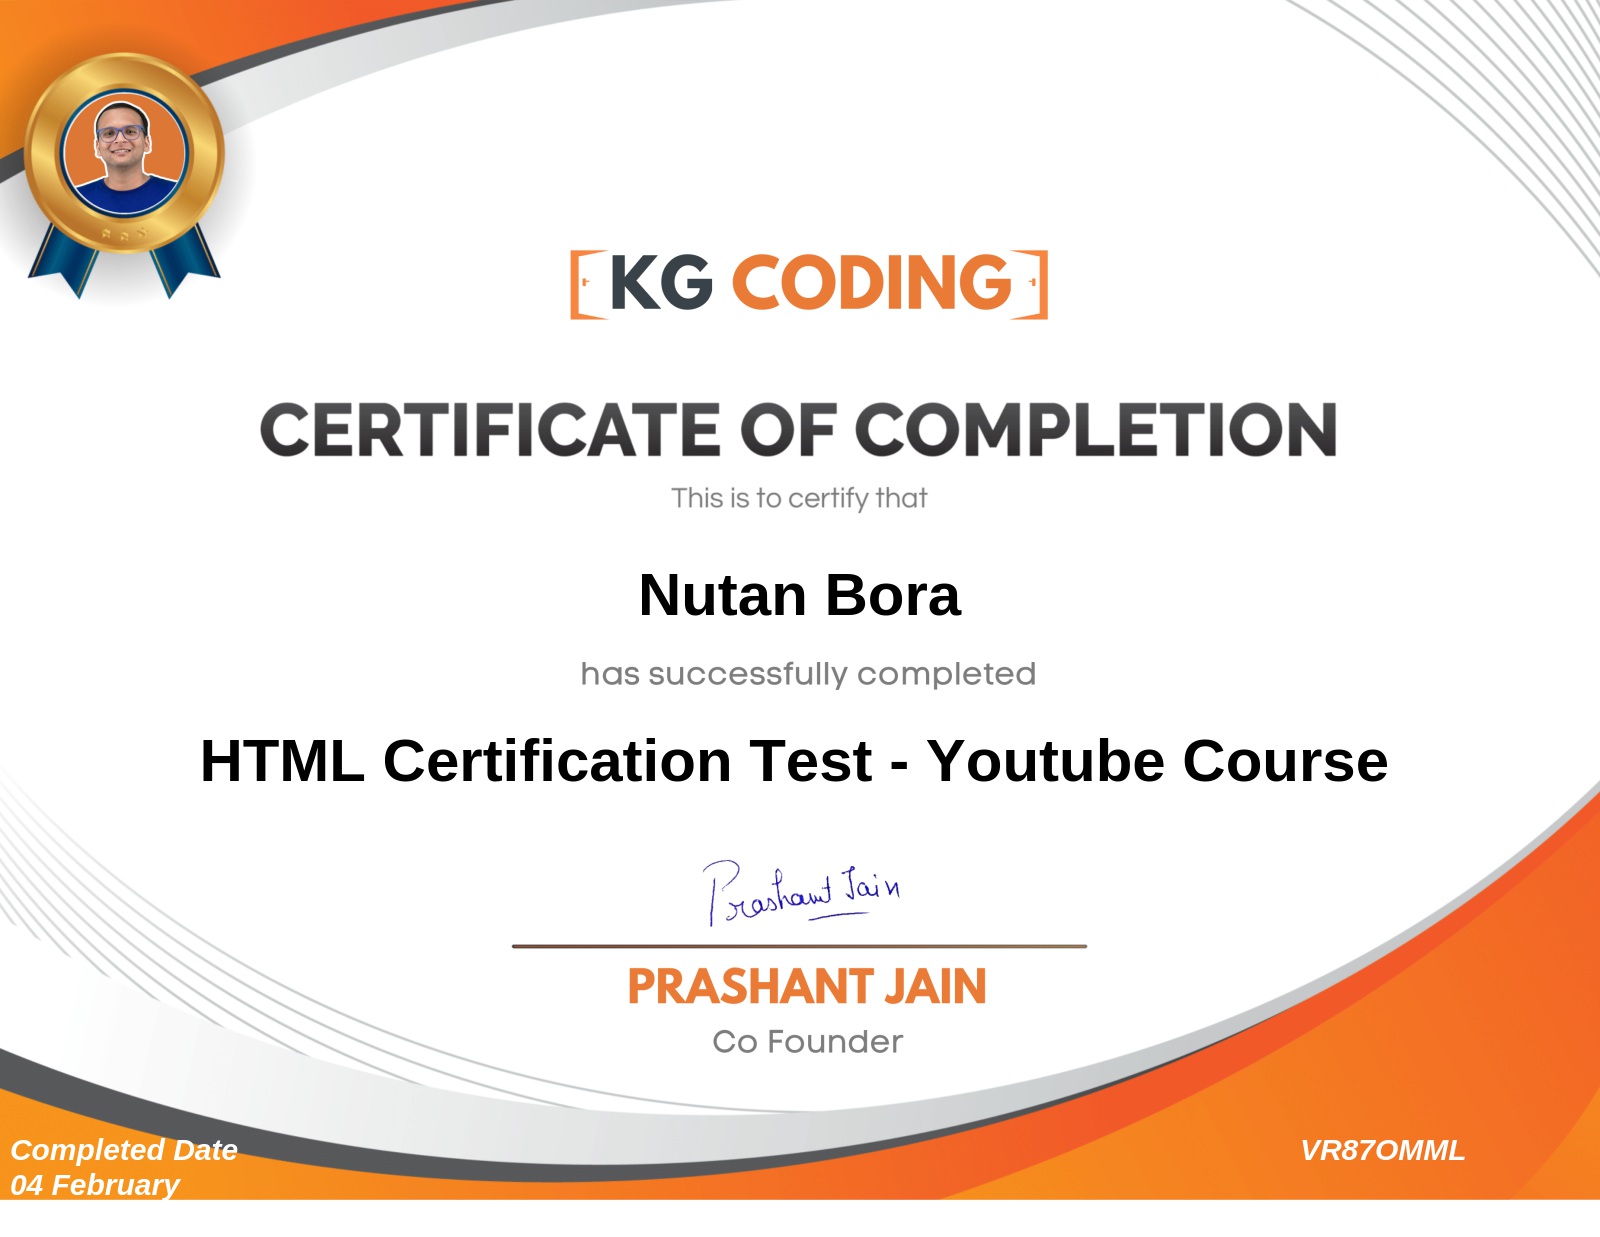 KG CODING
CERTIFICATE OF COMPLETION
This is to certify that
Nutan Bora
has successfully completed
HTML Certification Test - Youtube Course
Prashant Jain
PRASHANT JAIN
Co Founder
Completed Date
04 February
VR87OMML